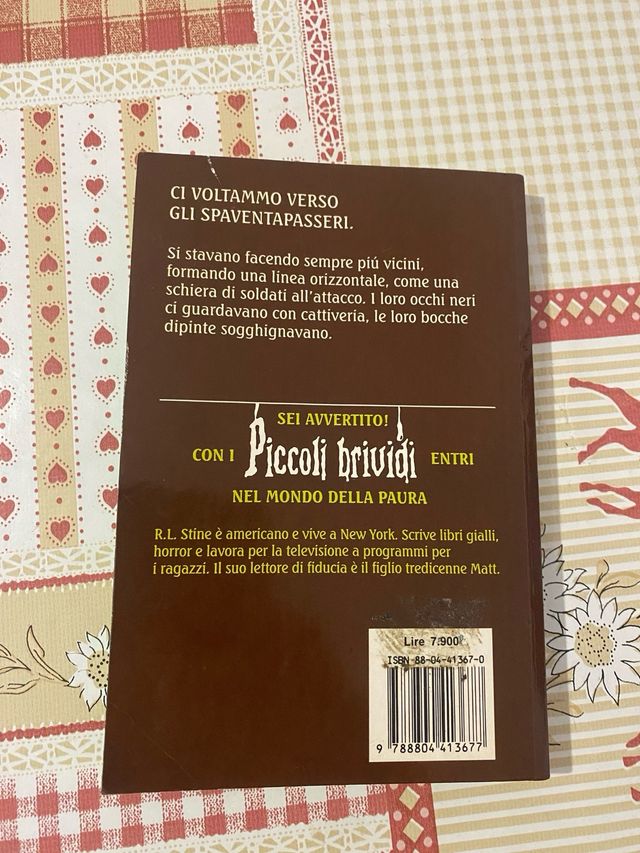 CI VOLTAMMO VERSO
GLI SPAVENTAPASSERI.
Si stavano facendo sempre piú vicini,
formando una linea orizzontale, come una
schiera di soldati all'attacco. I loro occhi neri
ci guardavano con cattiveria, le loro bocche
dipinte sogghignavano.
SEI AVVERTITO!
CON I Piccoli brividi ENTRI
NEL MONDO DELLA PAURA
R.L. Stine è americano e vive a New York. Scrive libri gialli,
horror e lavora per la televisione a programmi per
i ragazzi. Il suo lettore di fiducia è il figlio tredicenne Matt.
Lire 7.900
ISBN 88-04-41367-0
9 788804 413677